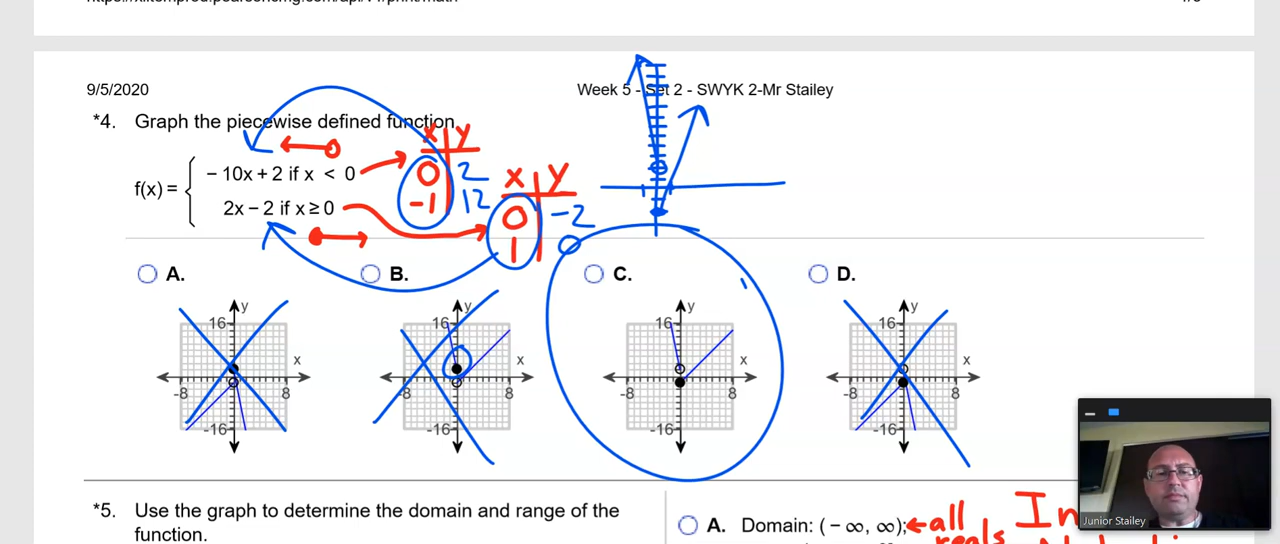 9/5/2020
Week 5 - Set 2 - SWYK 2-Mr Stailey
*4. Graph the piecewise defined function.
x y
f(x) = { - 10x + 2 if x < 0
0 2
-1 12
2x - 2 if x ≥ 0
x y
0 -2
1 0
A. B. C. D.
y y y y
16 16 16 16
x x x x
-8 8 -8 8 -8 8 -8 8
-16 -16 -16 -16
*5. Use the graph to determine the domain and range of the
function.
A. Domain: (- ∞, ∞); all
reals
In
Junior Stailey